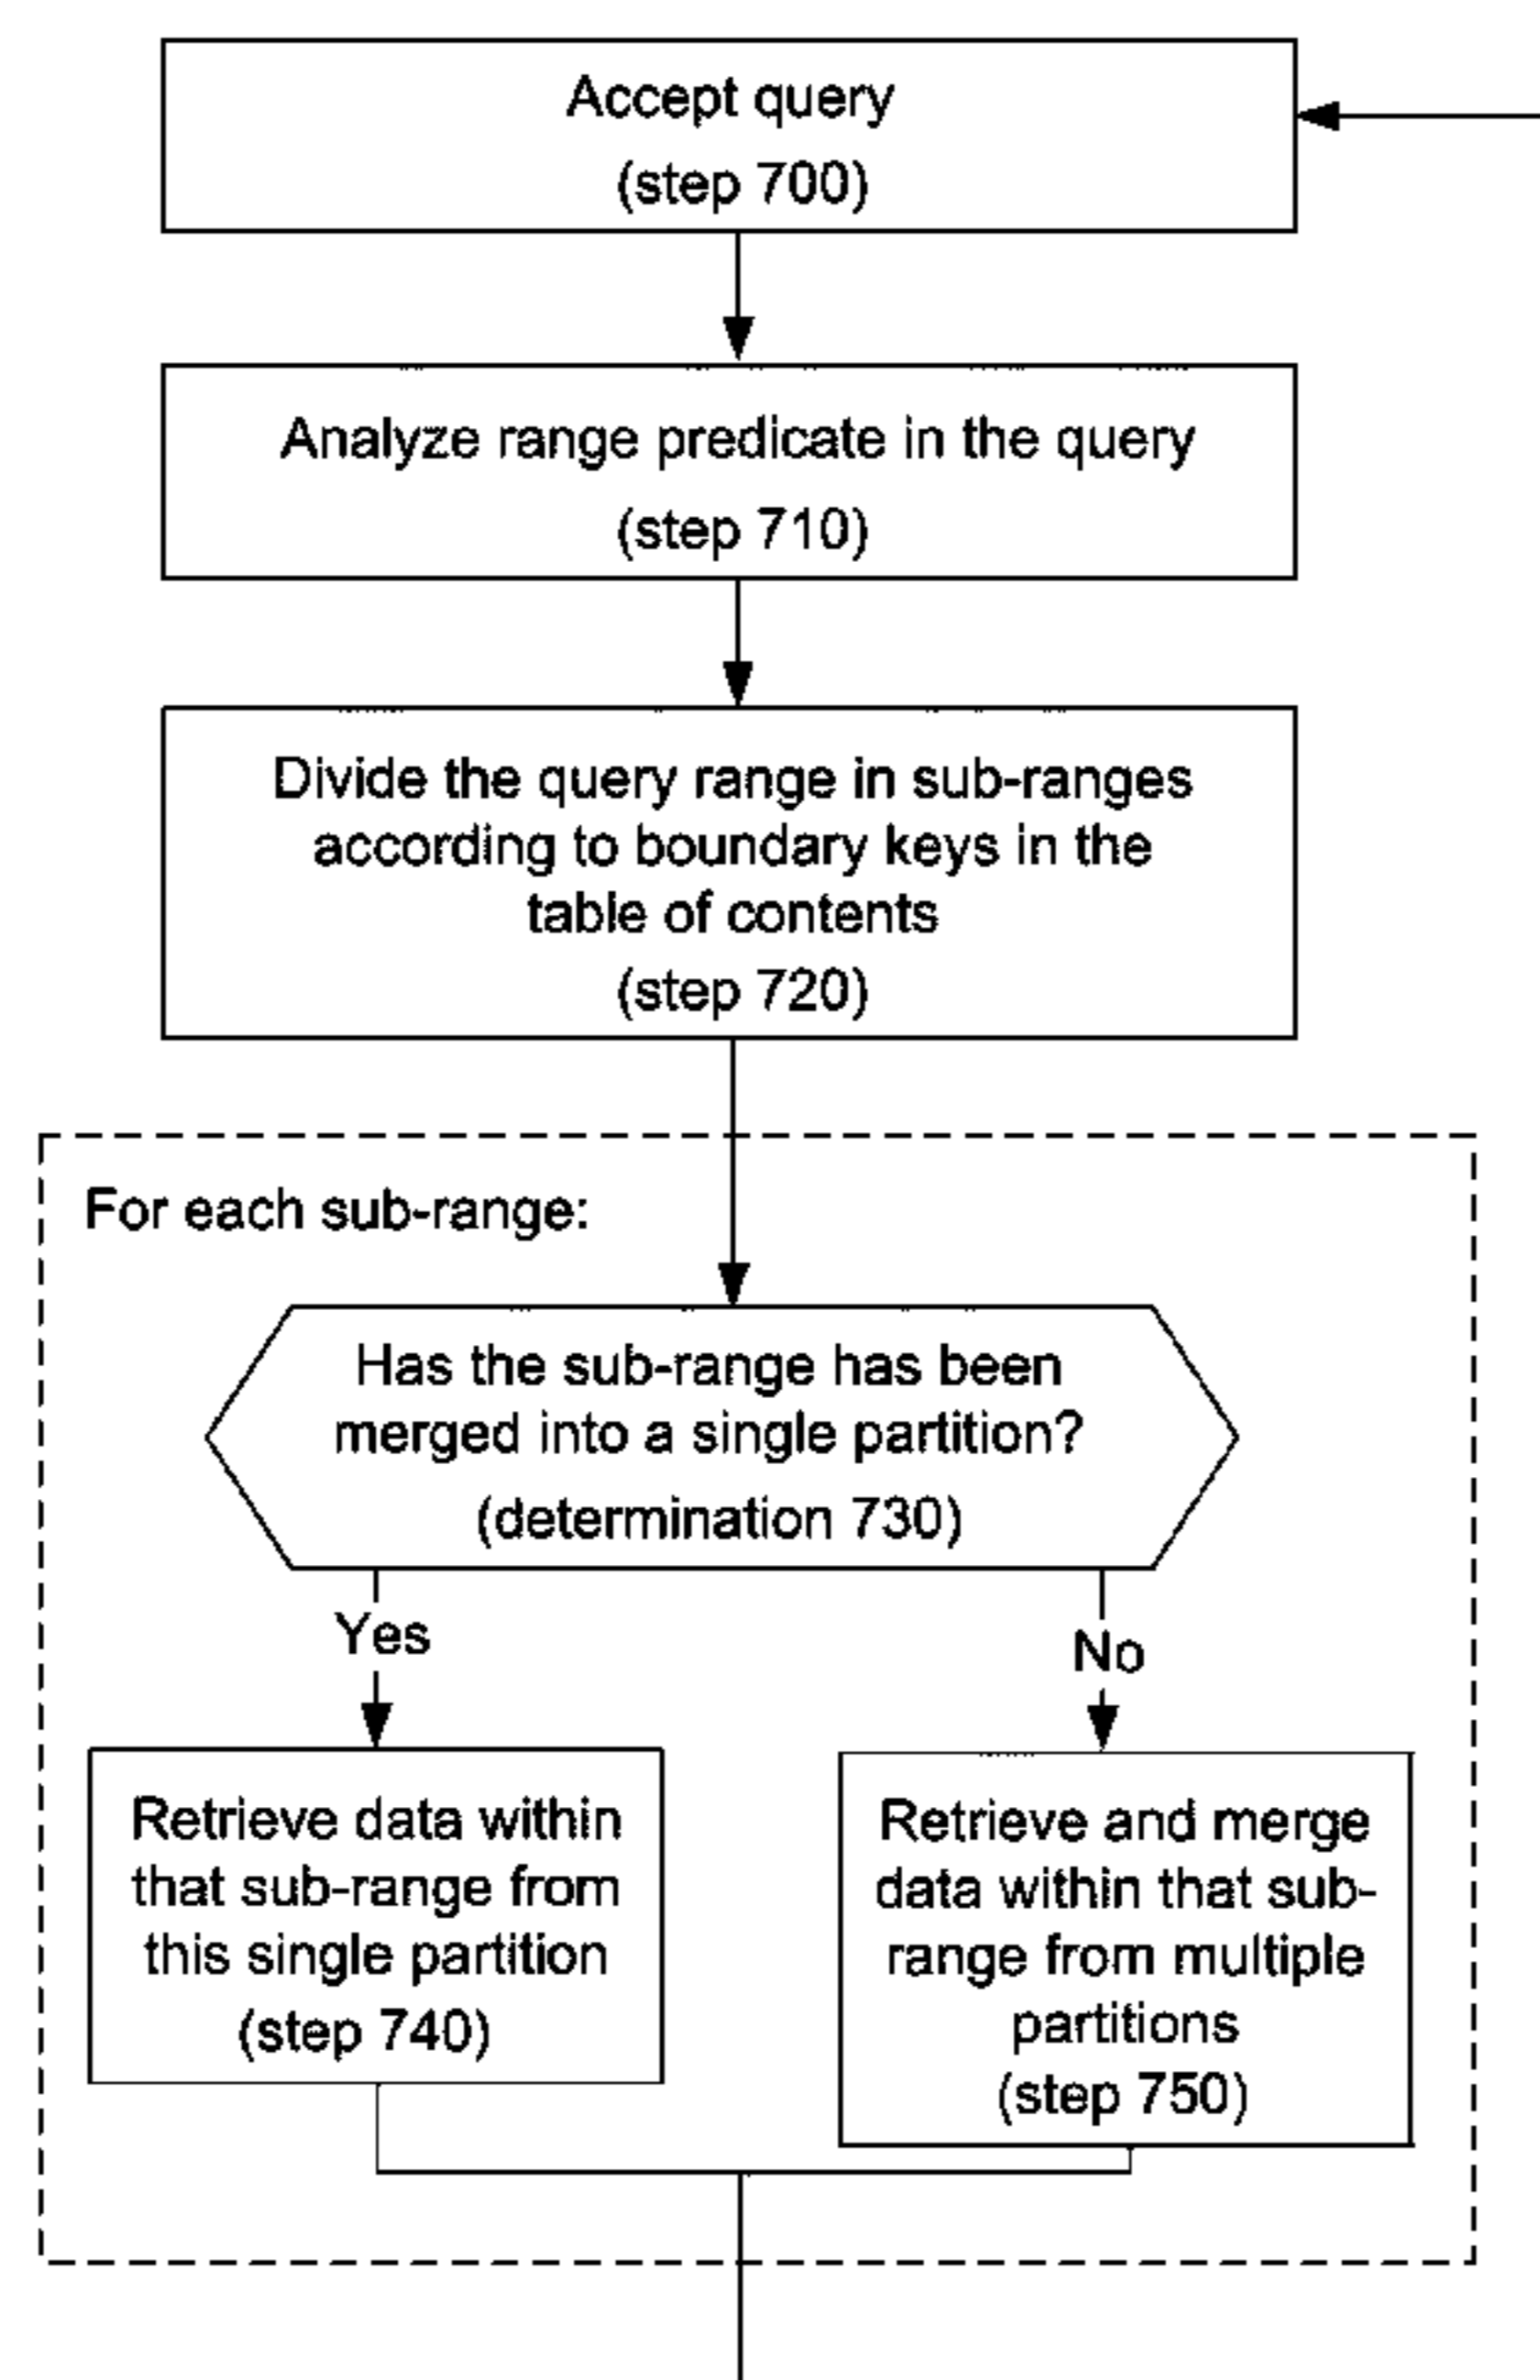 Accept query
(step 700)
Analyze range predicate in the query
(step 710)
Divide the query range in sub-ranges
according to boundary keys in the
table of contents
(step 720)
For each sub-range:
Has the sub-range has been
merged into a single partition?
(determination 730)
Yes
No
Retrieve data within
that sub-range from
this single partition
(step 740)
Retrieve and merge
data within that sub-
range from multiple
partitions
(step 750)